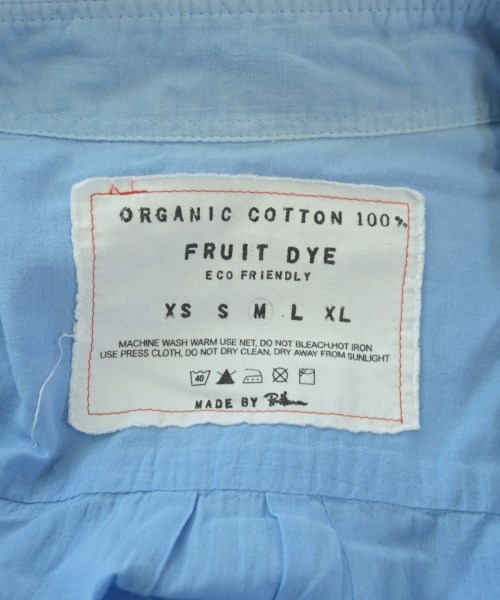 ORGANIC COTTON 100%
FRUIT DYE
ECO FRIENDLY
XS S M L XL
MACHINE WASH WARM USE NET, DO NOT BLEACH.HOT IRON
USE PRESS CLOTH, DO NOT DRY CLEAN, DRY AWAY FROM SUNLIGHT
40
MADE BY